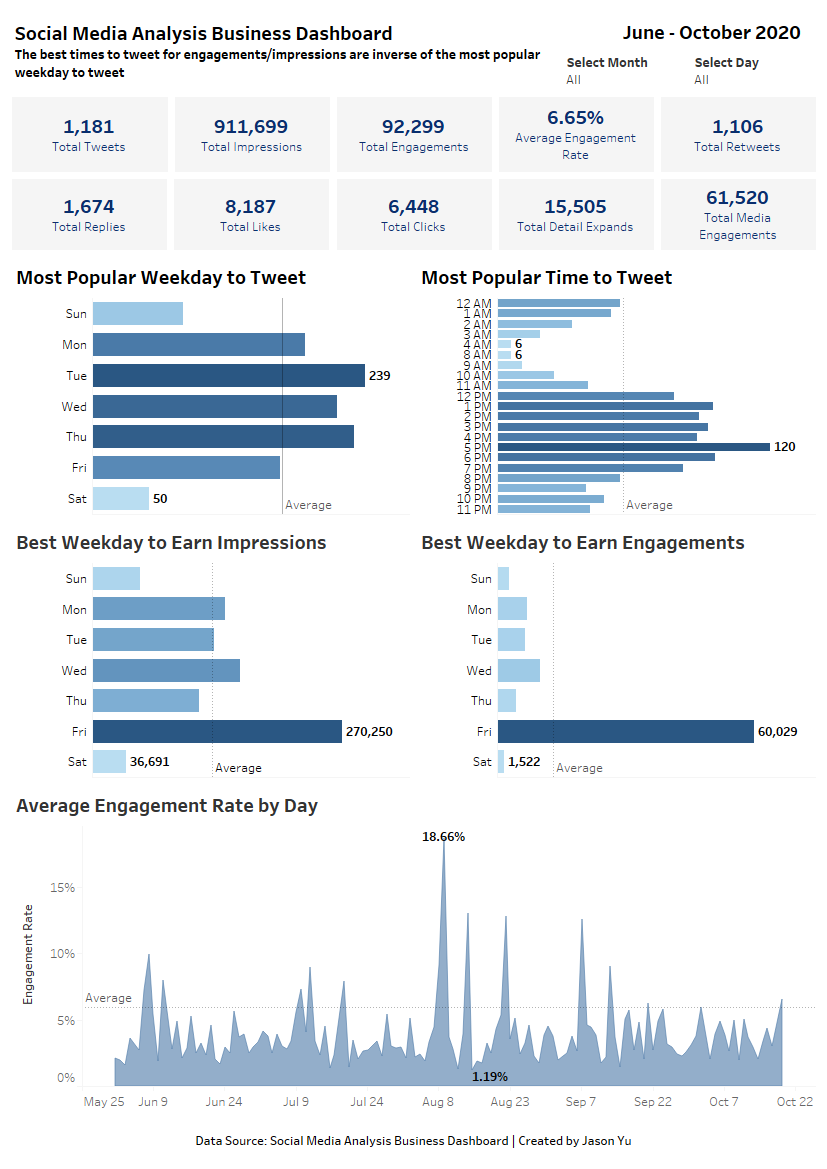 Social Media Analysis Business Dashboard
June - October 2020
The best times to tweet for engagements/impressions are inverse of the most popular
weekday to tweet
Select Month
Select Day
All
All
1,181
Total Tweets
911,699
Total Impressions
92,299
Total Engagements
6.65%
Average Engagement
Rate
1,106
Total Retweets
1,674
Total Replies
8,187
Total Likes
6,448
Total Clicks
15,505
Total Detail Expands
61,520
Total Media
Engagements
Most Popular Weekday to Tweet
Sun
Mon
Tue
239
Wed
Thu
Fri
Sat
50
Average
Most Popular Time to Tweet
12 AM
1 AM
2 AM
3 AM
4 AM
6
8 AM
6
9 AM
10 AM
11 AM
12 PM
1 PM
2 PM
3 PM
4 PM
5 PM
120
6 PM
7 PM
8 PM
9 PM
10 PM
11 PM
Average
Best Weekday to Earn Impressions
Sun
Mon
Tue
Wed
Thu
Fri
270,250
Sat
36,691
Average
Best Weekday to Earn Engagements
Sun
Mon
Tue
Wed
Thu
Fri
60,029
Sat
1,522
Average
Average Engagement Rate by Day
Engagement Rate
18.66%
15%
10%
Average
5%
0%
1.19%
May 25
Jun 9
Jun 24
Jul 9
Jul 24
Aug 8
Aug 23
Sep 7
Sep 22
Oct 7
Oct 22
Data Source: Social Media Analysis Business Dashboard | Created by Jason Yu